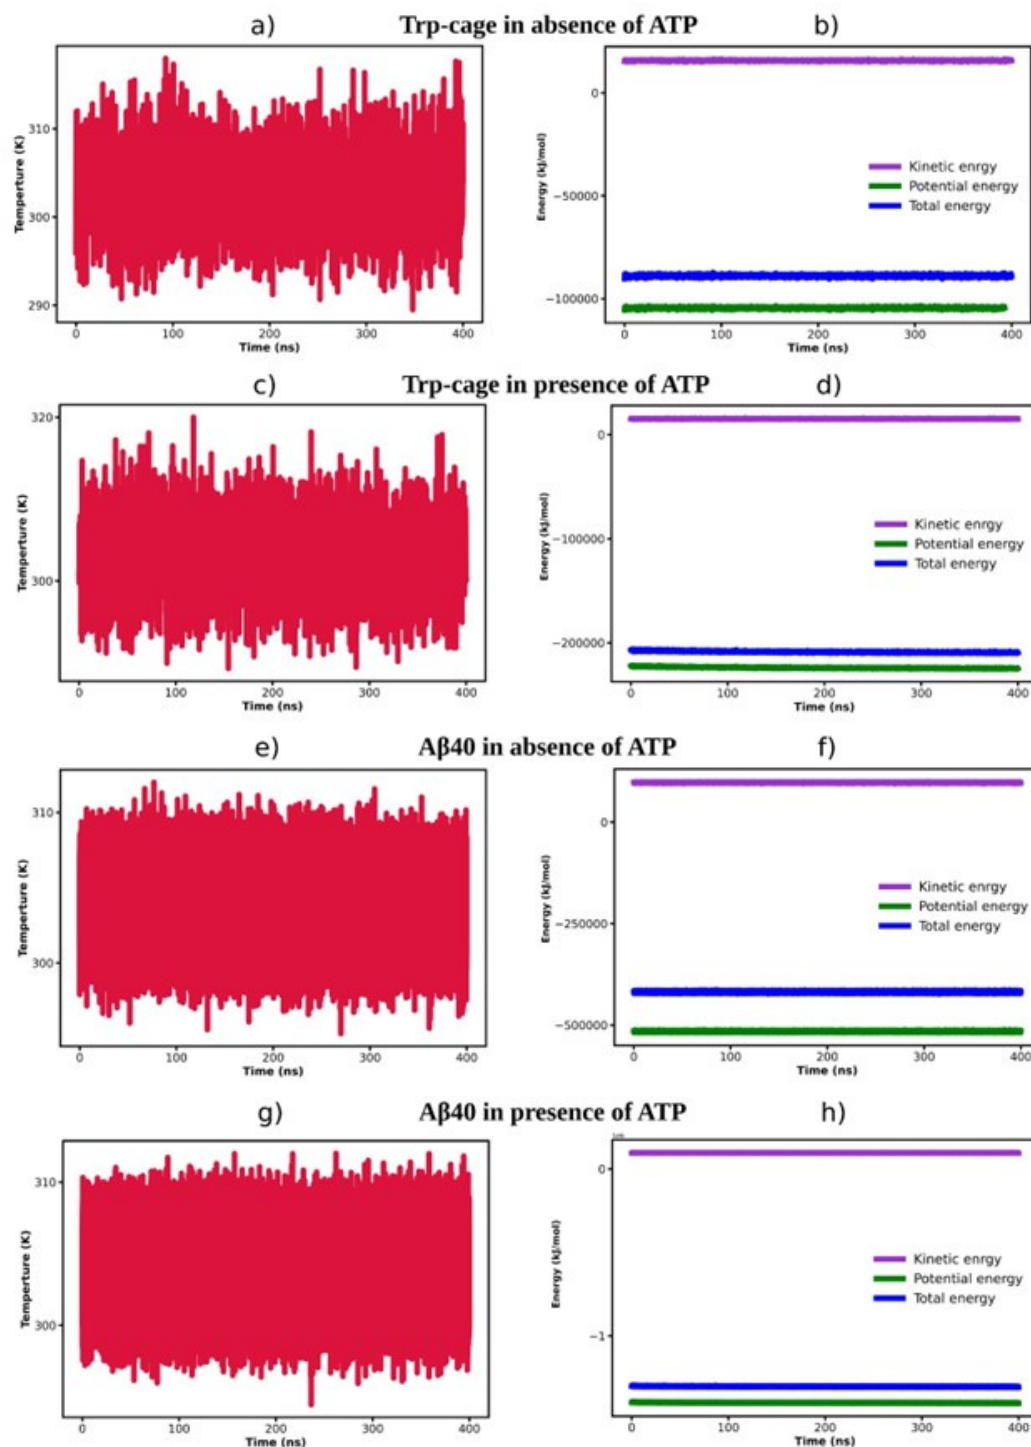 a) Trp-cage in absence of ATP b)
Temperture (K)
310
300
290
0 100 200 300 400
Time (ns)
Energy (kJ/mol)
0
−50000
−100000
Kinetic enrgy
Potential energy
Total energy
0 100 200 300 400
Time (ns)
c) Trp-cage in presence of ATP d)
Temperture (K)
320
310
300
0 100 200 300 400
Time (ns)
Energy (kJ/mol)
0
−100000
−200000
Kinetic enrgy
Potential energy
Total energy
0 100 200 300 400
Time (ns)
e) Aβ40 in absence of ATP f)
Temperture (K)
310
300
0 100 200 300 400
Time (ns)
Energy (kJ/mol)
0
−250000
−500000
Kinetic enrgy
Potential energy
Total energy
0 100 200 300 400
Time (ns)
g) Aβ40 in presence of ATP h)
Temperture (K)
310
300
0 100 200 300 400
Time (ns)
1e6
Energy (kJ/mol)
0
−1
Kinetic enrgy
Potential energy
Total energy
0 100 200 300 400
Time (ns)